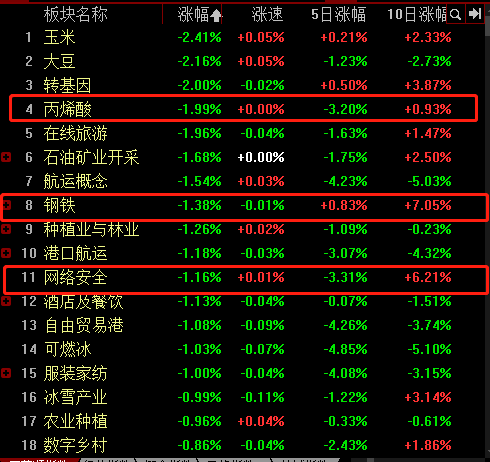 板块名称 涨幅 涨速 5日涨幅 10日涨幅
1 玉米 -2.41% +0.05% +0.21% +2.33%
2 大豆 -2.16% +0.05% -1.23% -2.73%
3 转基因 -2.00% -0.02% +0.50% +3.87%
4 丙烯酸 -1.99% +0.00% -3.20% +0.93%
5 在线旅游 -1.96% -0.04% -1.63% +1.47%
6 石油矿业开采 -1.68% +0.00% -1.75% +2.50%
7 航运概念 -1.54% +0.03% -4.23% -5.03%
8 钢铁 -1.38% -0.01% +0.83% +7.05%
9 种植业与林业 -1.26% +0.02% -1.09% -0.23%
10 港口航运 -1.18% -0.03% -3.07% -4.32%
11 网络安全 -1.16% +0.01% -3.31% +6.21%
12 酒店及餐饮 -1.13% -0.04% -0.07% -1.51%
13 自由贸易港 -1.08% -0.09% -4.26% -3.74%
14 可燃冰 -1.03% -0.07% -4.85% -5.10%
15 服装家纺 -1.00% -0.04% -4.08% -3.15%
16 冰雪产业 -0.99% -0.11% -1.22% +3.14%
17 农业种植 -0.96% +0.04% -0.33% -0.61%
18 数字乡村 -0.86% -0.04% -2.43% +1.86%